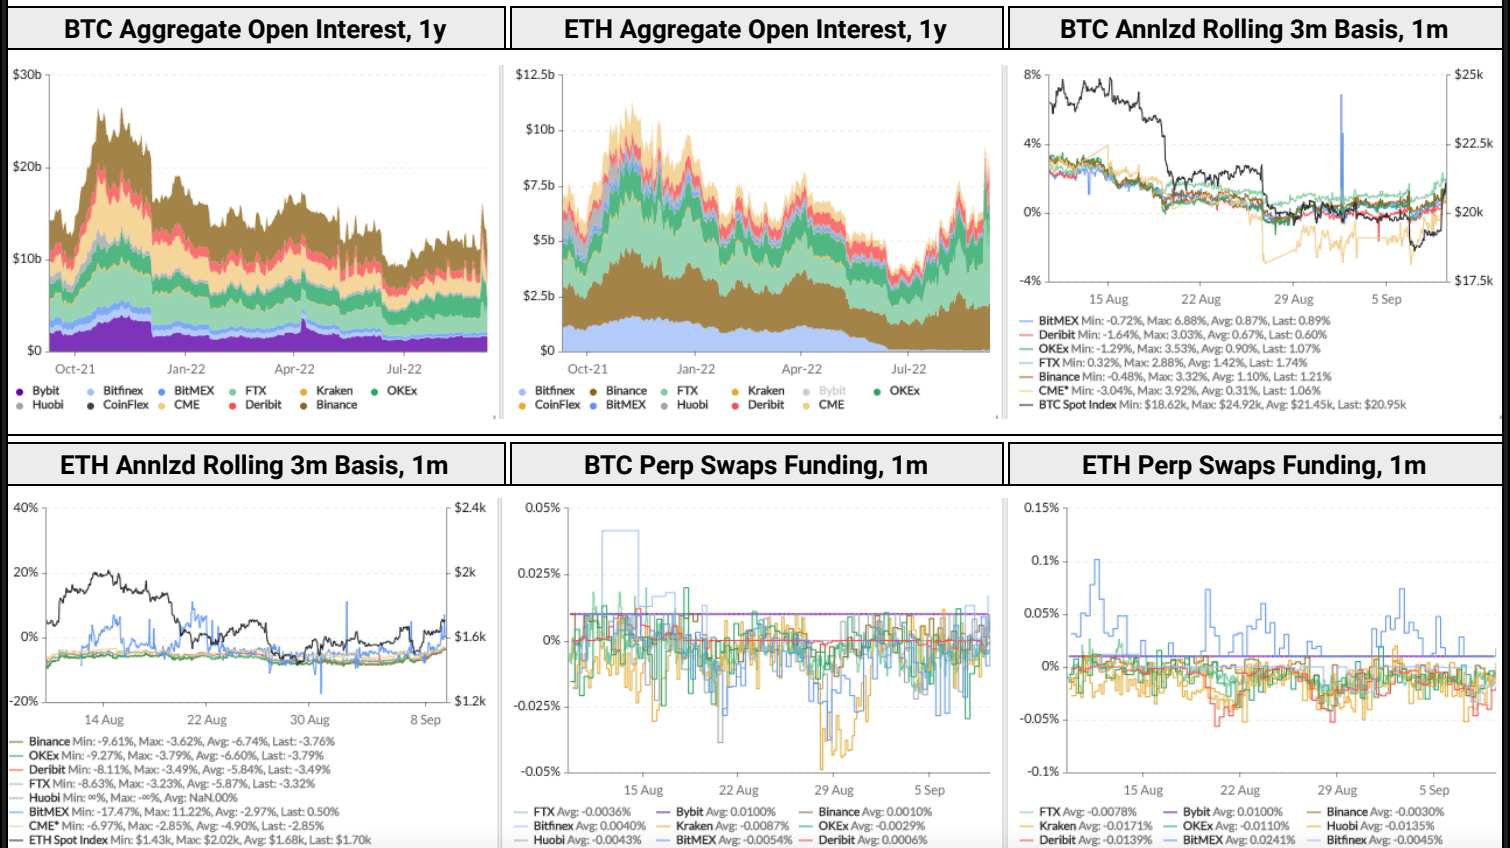 BTC Aggregate Open Interest, 1y
$30b
$20b
$10b
$0
Oct-21 Jan-22 Apr-22 Jul-22
Bybit Bitfinex BitMEX FTX Kraken OKEx
Huobi CoinFlex CME Deribit Binance
ETH Aggregate Open Interest, 1y
$12.5b
$10b
$7.5b
$5b
$2.5b
$0
Oct-21 Jan-22 Apr-22 Jul-22
Bitfinex Binance FTX Kraken Bybit OKEx
CoinFlex BitMEX Huobi Deribit CME
BTC Annlzd Rolling 3m Basis, 1m
8% $25k
4% $22.5k
0% $20k
-4% $17.5k
15 Aug 22 Aug 29 Aug 5 Sep
BitMEX Min: -0.72%, Max: 6.88%, Avg: 0.87%, Last: 0.89%
Deribit Min: -1.64%, Max: 3.03%, Avg: 0.67%, Last: 0.60%
OKEx Min: -1.29%, Max: 3.53%, Avg: 0.90%, Last: 1.07%
FTX Min: 0.32%, Max: 2.88%, Avg: 1.42%, Last: 1.74%
Binance Min: -0.48%, Max: 3.32%, Avg: 1.10%, Last: 1.21%
CME* Min: -3.04%, Max: 3.92%, Avg: 0.31%, Last: 1.06%
BTC Spot Index Min: $18.62k, Max: $24.92k, Avg: $21.45k, Last: $20.95k
ETH Annlzd Rolling 3m Basis, 1m
40% $2.4k
20% $2k
0% $1.6k
-20% $1.2k
14 Aug 22 Aug 30 Aug 8 Sep
Binance Min: -9.61%, Max: -3.62%, Avg: -6.74%, Last: -3.76%
OKEx Min: -9.27%, Max: -3.79%, Avg: -6.60%, Last: -3.79%
Deribit Min: -8.11%, Max: -3.49%, Avg: -5.84%, Last: -3.49%
FTX Min: -8.63%, Max: -3.23%, Avg: -5.87%, Last: -3.32%
Huobi Min: ∞%, Max: -∞%, Avg: NaN.00%
BitMEX Min: -17.47%, Max: 11.22%, Avg: -2.97%, Last: 0.50%
CME* Min: -6.97%, Max: -2.85%, Avg: -4.90%, Last: -2.85%
ETH Spot Index Min: $1.43k, Max: $2.02k, Avg: $1.68k, Last: $1.70k
BTC Perp Swaps Funding, 1m
0.05%
0.025%
0%
-0.025%
-0.05%
15 Aug 22 Aug 29 Aug 5 Sep
FTX Avg: -0.0036% Bybit Avg: 0.0100% Binance Avg: 0.0010%
Bitfinex Avg: 0.0040% Kraken Avg: -0.0087% OKEx Avg: -0.0029%
Huobi Avg: -0.0043% BitMEX Avg: -0.0054% Deribit Avg: 0.0006%
ETH Perp Swaps Funding, 1m
0.15%
0.1%
0.05%
0%
-0.05%
-0.1%
15 Aug 22 Aug 29 Aug 5 Sep
FTX Avg: -0.0078% Bybit Avg: 0.0100% Binance Avg: -0.0030%
Kraken Avg: -0.0171% OKEx Avg: -0.0110% Huobi Avg: -0.0135%
Deribit Avg: -0.0139% BitMEX Avg: 0.0241% Bitfinex Avg: -0.0045%